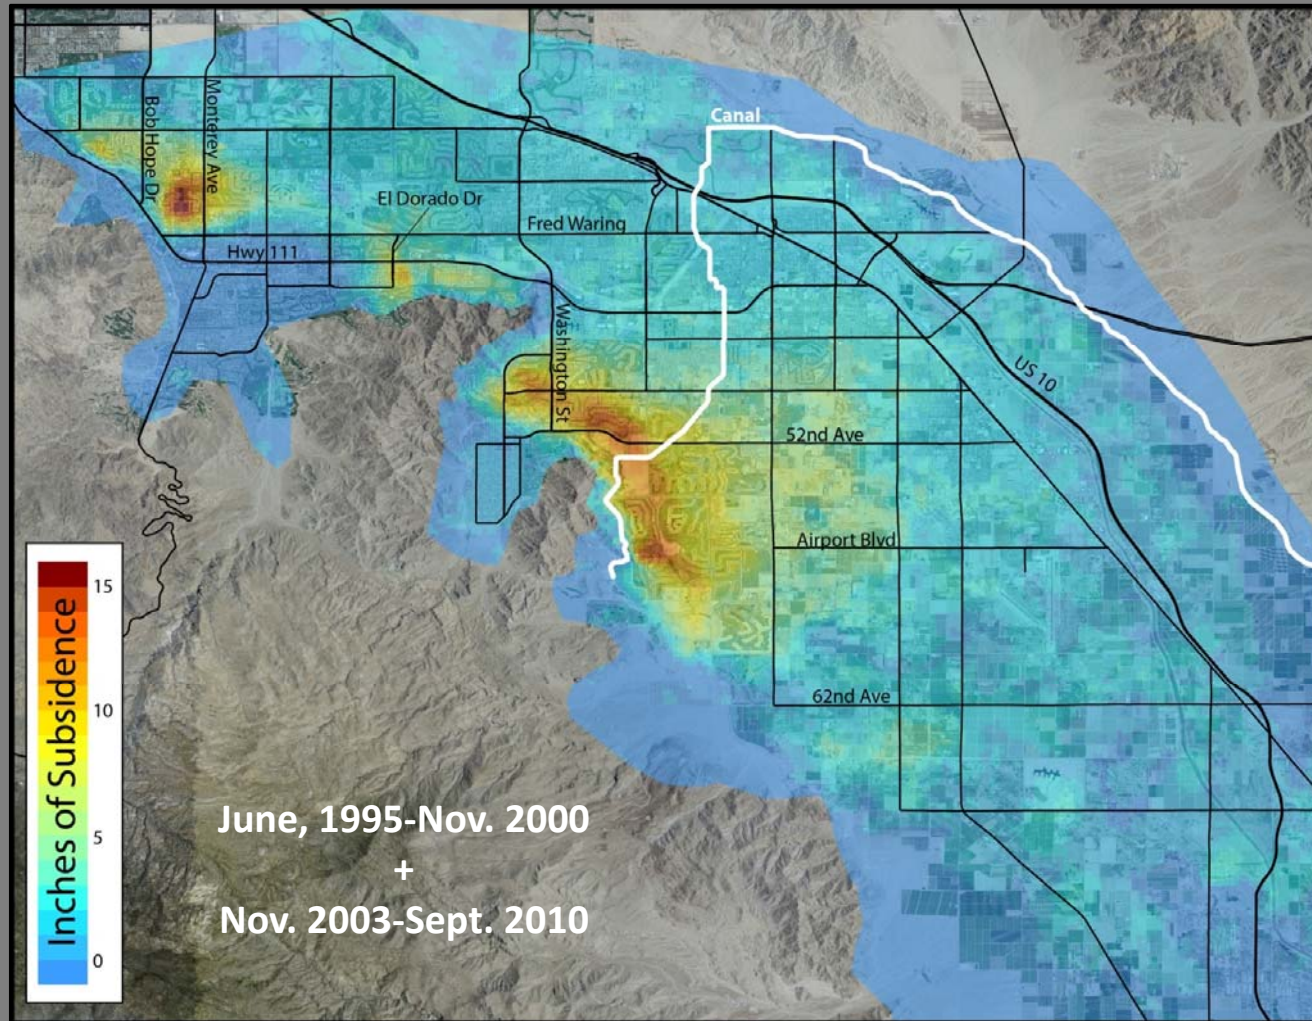 Canal
Bob Hope Dr
Monterey Ave
El Dorado Dr
Fred Waring
Hwy 111
Washington St
US 10
52nd Ave
Airport Blvd
62nd Ave
Inches of Subsidence
15
10
5
0
June, 1995-Nov. 2000
+
Nov. 2003-Sept. 2010